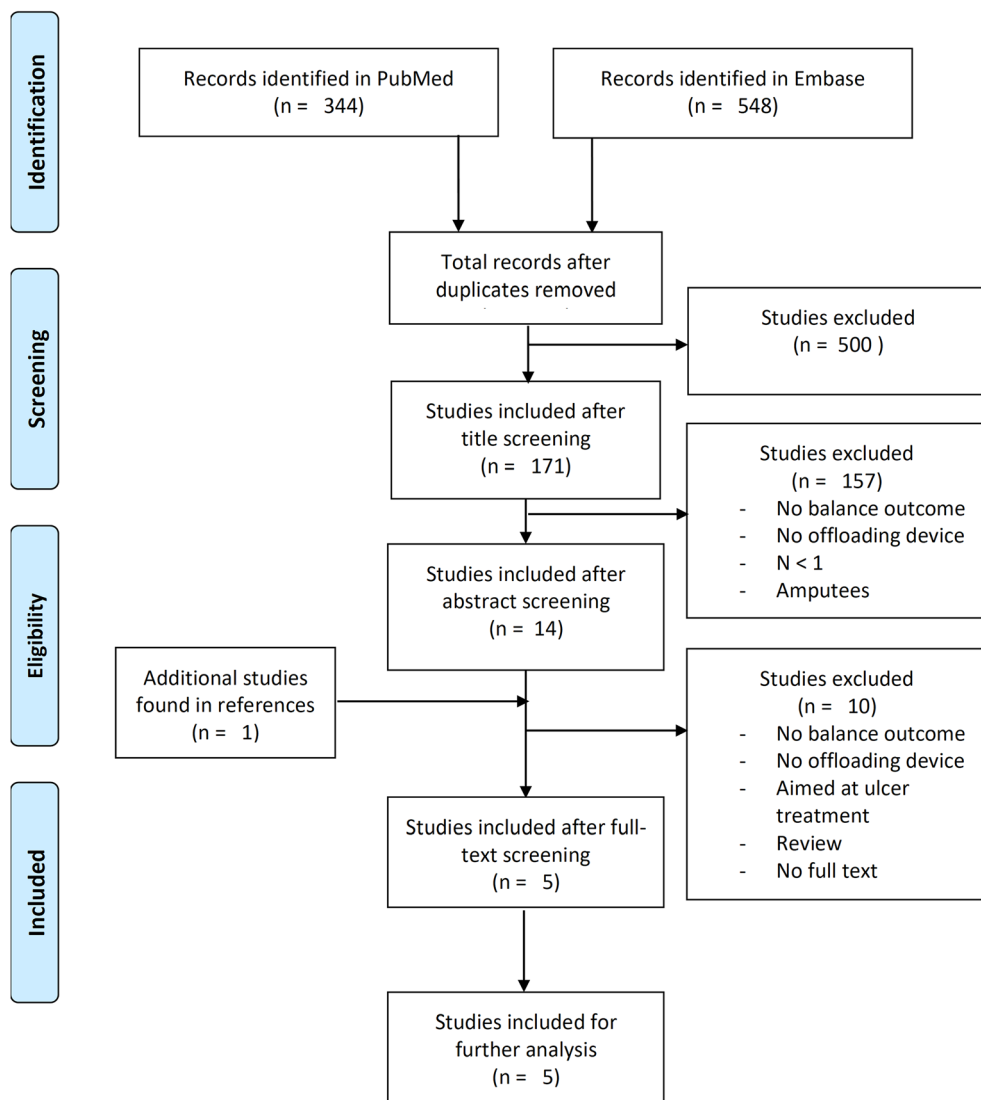 Identification
Records identified in PubMed
(n = 344)
Records identified in Embase
(n = 548)
Total records after
duplicates removed
Screening
Studies excluded
(n = 500 )
Studies included after
title screening
(n = 171)
Studies excluded
(n = 157)
- No balance outcome
- No offloading device
- N < 1
- Amputees
Eligibility
Studies included after
abstract screening
(n = 14)
Additional studies
found in references
(n = 1)
Studies excluded
(n = 10)
- No balance outcome
- No offloading device
- Aimed at ulcer
treatment
- Review
- No full text
Included
Studies included after full-
text screening
(n = 5)
Studies included for
further analysis
(n = 5)